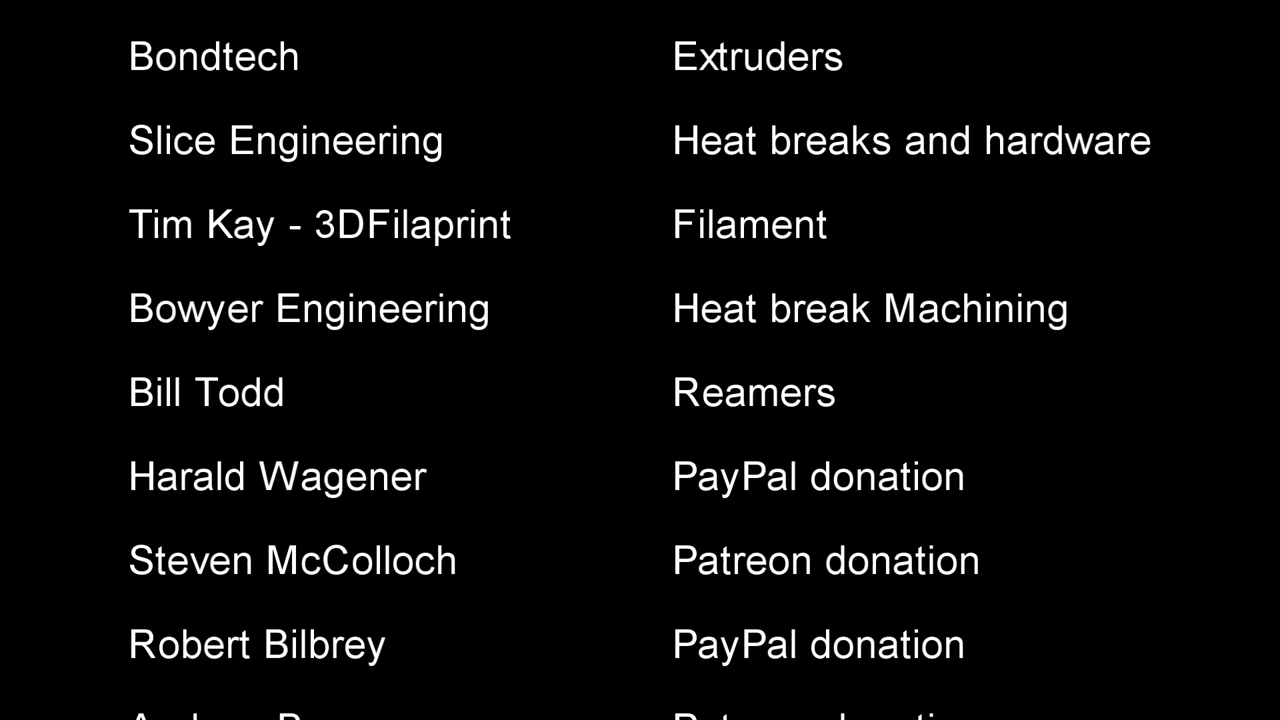 Bondtech Extruders
Slice Engineering Heat breaks and hardware
Tim Kay - 3DFilaprint Filament
Bowyer Engineering Heat break Machining
Bill Todd Reamers
Harald Wagener PayPal donation
Steven McColloch Patreon donation
Robert Bilbrey PayPal donation